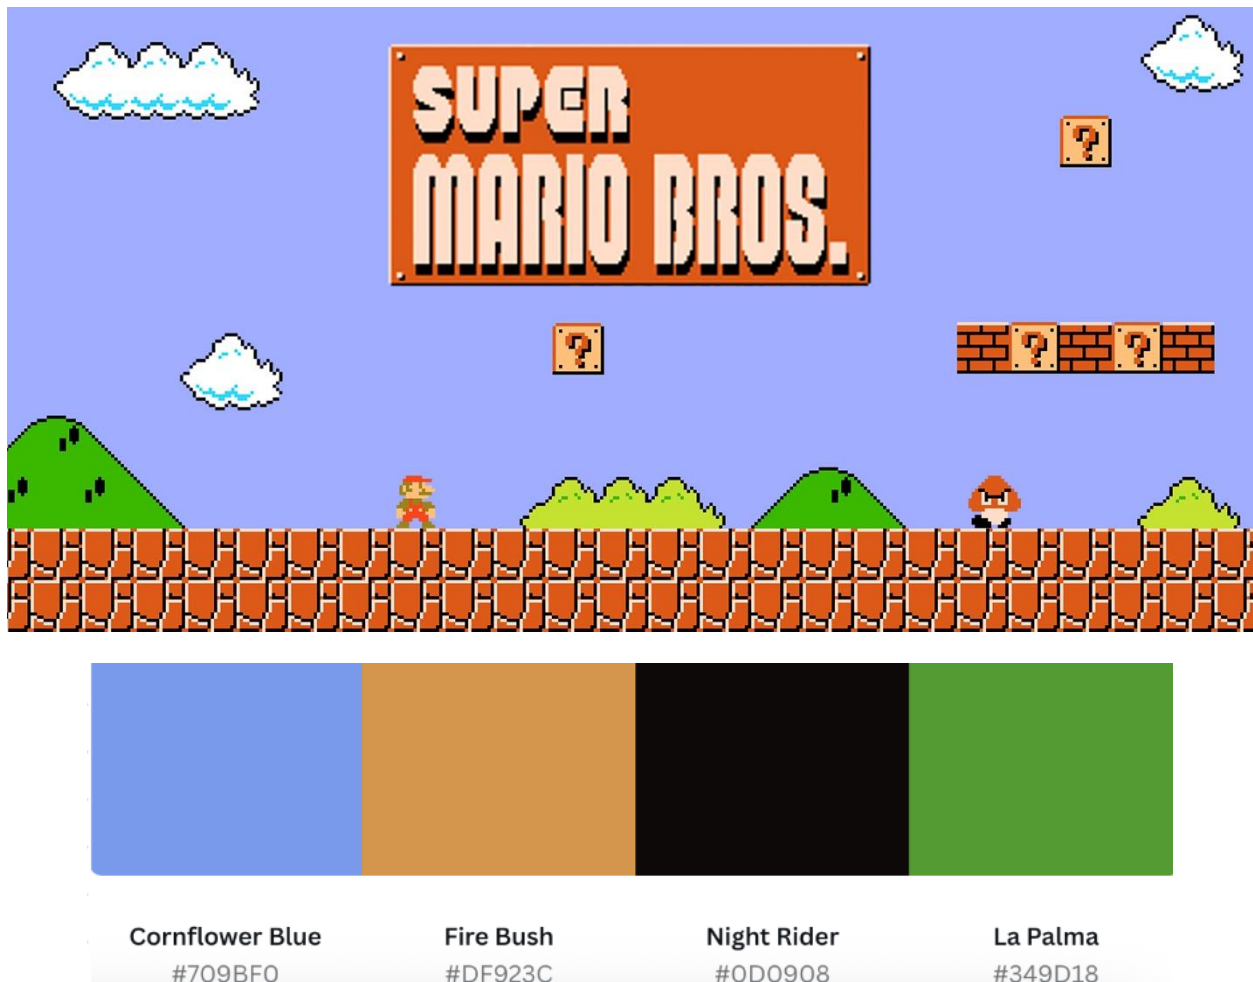 SUPER
MARIO BROS.
?
?
? ?
Cornflower Blue Fire Bush Night Rider La Palma
#709BF0 #DF923C #0D0908 #349D18